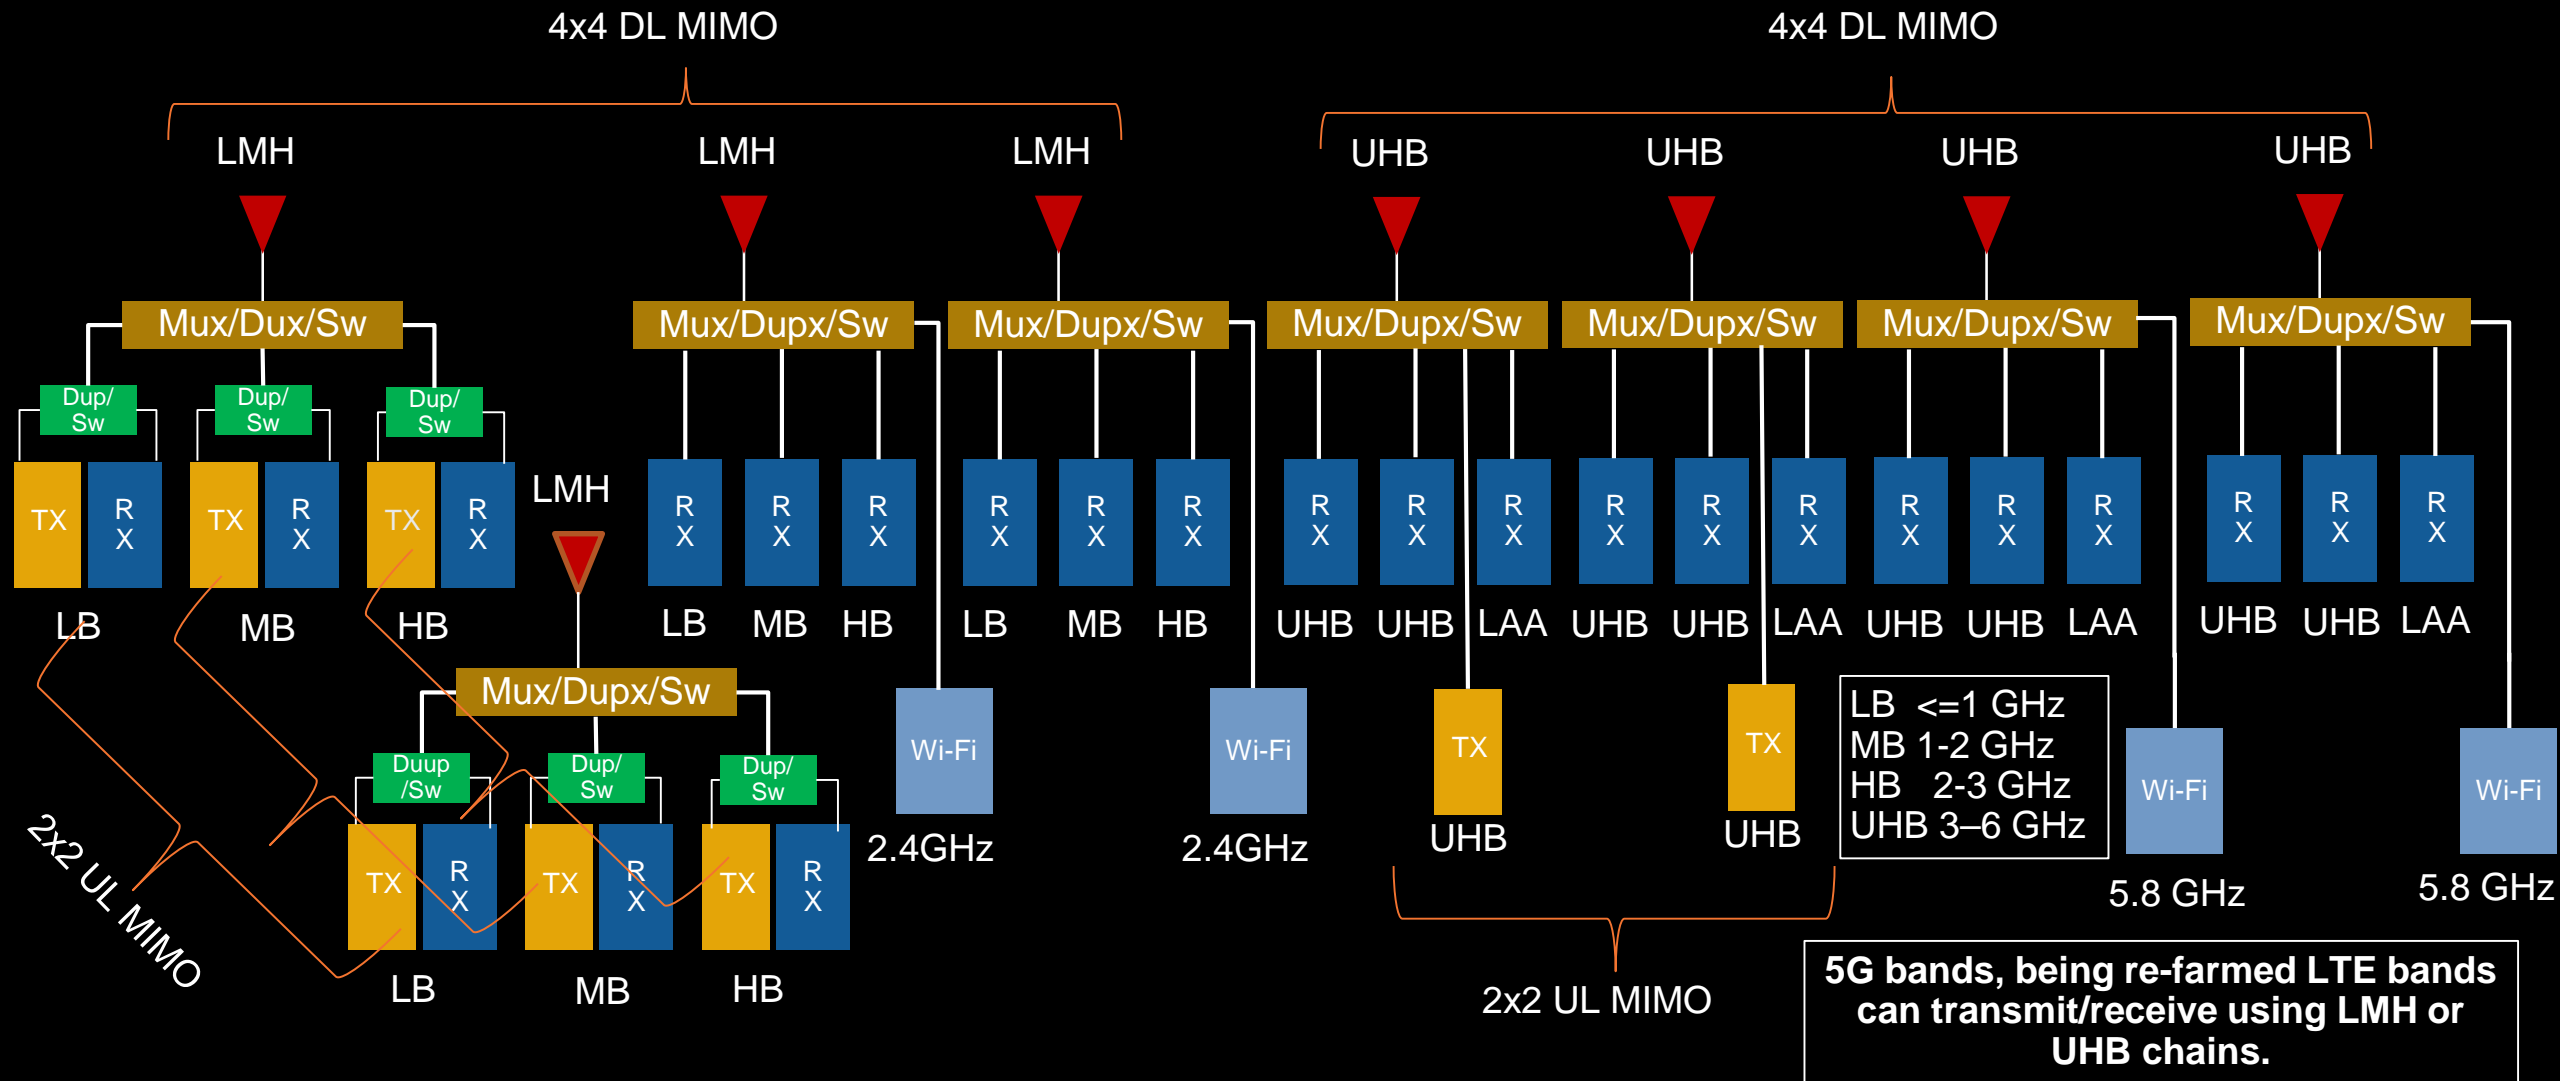 4x4 DL MIMO
4x4 DL MIMO
LMH
LMH
LMH
UHB
UHB
UHB
UHB
Mux/Dux/Sw
Mux/Dupx/Sw
Mux/Dupx/Sw
Mux/Dupx/Sw
Mux/Dupx/Sw
Mux/Dupx/Sw
Mux/Dupx/Sw
Dup/
Sw
Dup/
Sw
Dup/
Sw
TX
R
X
TX
R
X
TX
R
X
LMH
R
X
R
X
R
X
R
X
R
X
R
X
R
X
R
X
R
X
R
X
R
X
R
X
R
X
R
X
R
X
R
X
R
X
R
X
LB
MB
HB
LB
MB
HB
LB
MB
HB
UHB
UHB
LAA
UHB
UHB
LAA
UHB
UHB
LAA
UHB
UHB
LAA
Mux/Dupx/Sw
Duup
/Sw
Dup/
Sw
Dup/
Sw
Wi-Fi
Wi-Fi
TX
TX
LB <=1 GHz
MB 1-2 GHz
HB 2-3 GHz
UHB 3–6 GHz
Wi-Fi
Wi-Fi
2.4GHz
2.4GHz
UHB
UHB
5.8 GHz
5.8 GHz
2x2 UL MIMO
TX
R
X
TX
R
X
TX
R
X
LB
MB
HB
2x2 UL MIMO
5G bands, being re-farmed LTE bands
can transmit/receive using LMH or
UHB chains.